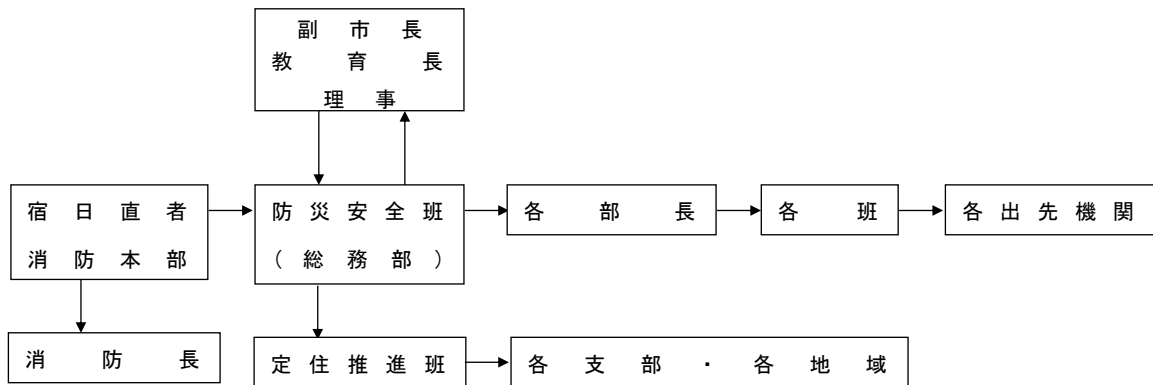 副市長
教育長
理事
宿日直者
消防本部
防災安全班
(総務部)
各部長
各班
各出先機関
消防長
定住推進班
各支部・各地域